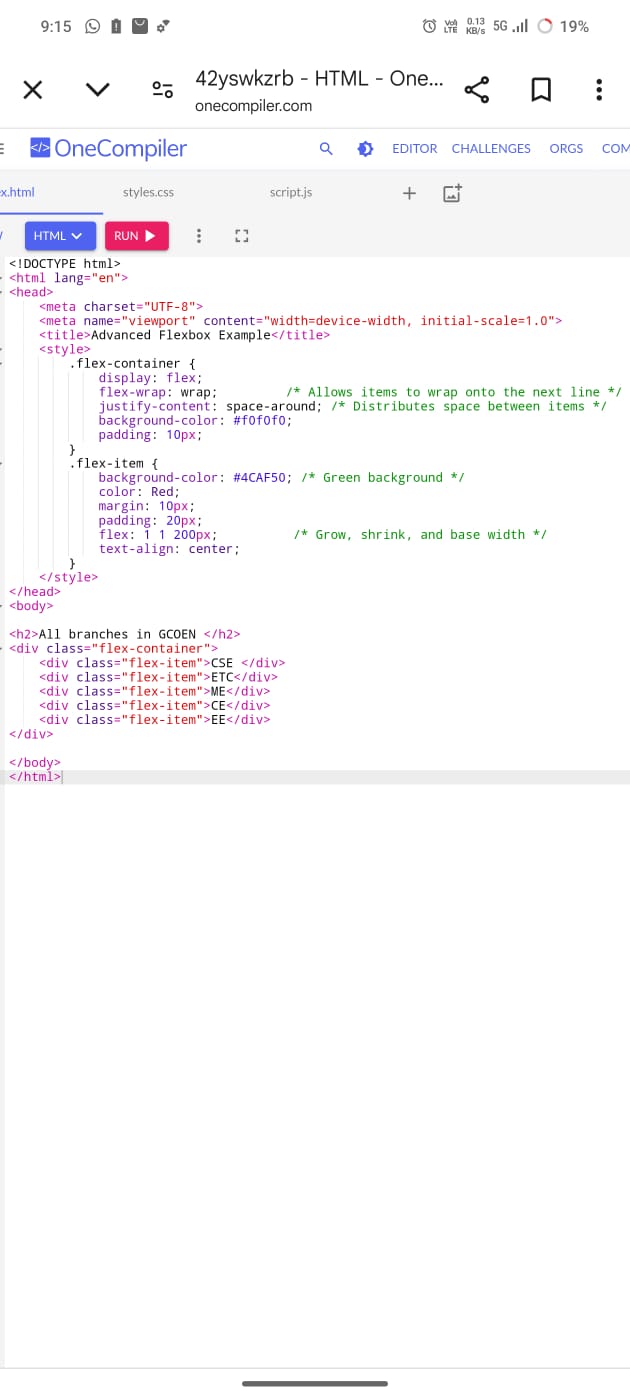 9:15 Vol) LTE 0.13 KB/s 5G 19%
42yswkzrb - HTML - One...
onecompiler.com
</> OneCompiler EDITOR CHALLENGES ORGS COM
x.html styles.css script.js +
HTML RUN
<!DOCTYPE html>
<html lang="en">
<head>
    <meta charset="UTF-8">
    <meta name="viewport" content="width=device-width, initial-scale=1.0">
    <title>Advanced Flexbox Example</title>
    <style>
        .flex-container {
            display: flex;
            flex-wrap: wrap;         /* Allows items to wrap onto the next line */
            justify-content: space-around; /* Distributes space between items */
            background-color: #f0f0f0;
            padding: 10px;
        }
        .flex-item {
            background-color: #4CAF50; /* Green background */
            color: Red;
            margin: 10px;
            padding: 20px;
            flex: 1 1 200px;          /* Grow, shrink, and base width */
            text-align: center;
        }
    </style>
</head>
<body>
<h2>All branches in GCOEN </h2>
<div class="flex-container">
    <div class="flex-item">CSE </div>
    <div class="flex-item">ETC</div>
    <div class="flex-item">ME</div>
    <div class="flex-item">CE</div>
    <div class="flex-item">EE</div>
</div>
</body>
</html>